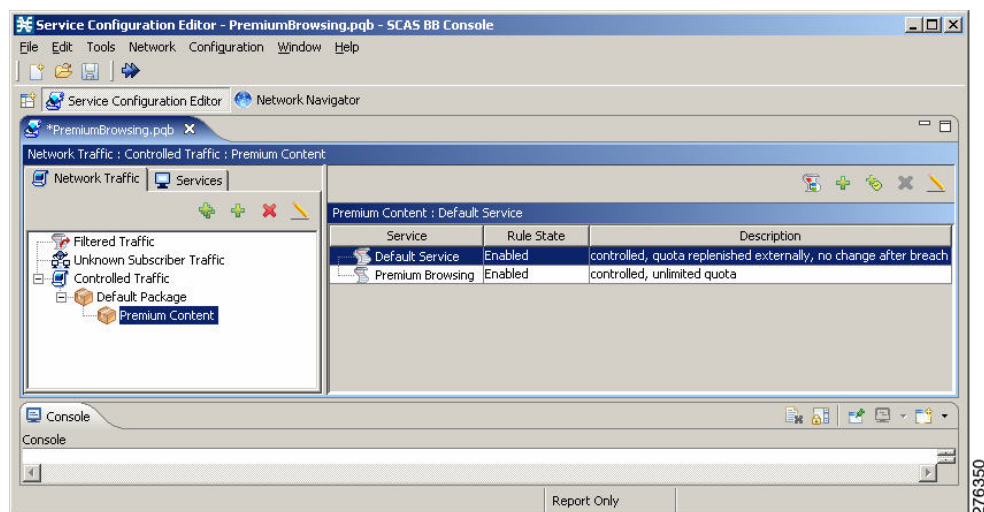 Service Configuration Editor - PremiumBrowsing.pqb - SCAS BB Console
File Edit Tools Network Configuration Window Help
Service Configuration Editor Network Navigator
*PremiumBrowsing.pqb
Network Traffic : Controlled Traffic : Premium Content
Network Traffic Services
Premium Content : Default Service
Service Rule State Description
Default Service Enabled controlled, quota replenished externally, no change after breach
Premium Browsing Enabled controlled, unlimited quota
Filtered Traffic
Unknown Subscriber Traffic
Controlled Traffic
Default Package
Premium Content
Console
Console
Report Only
276350